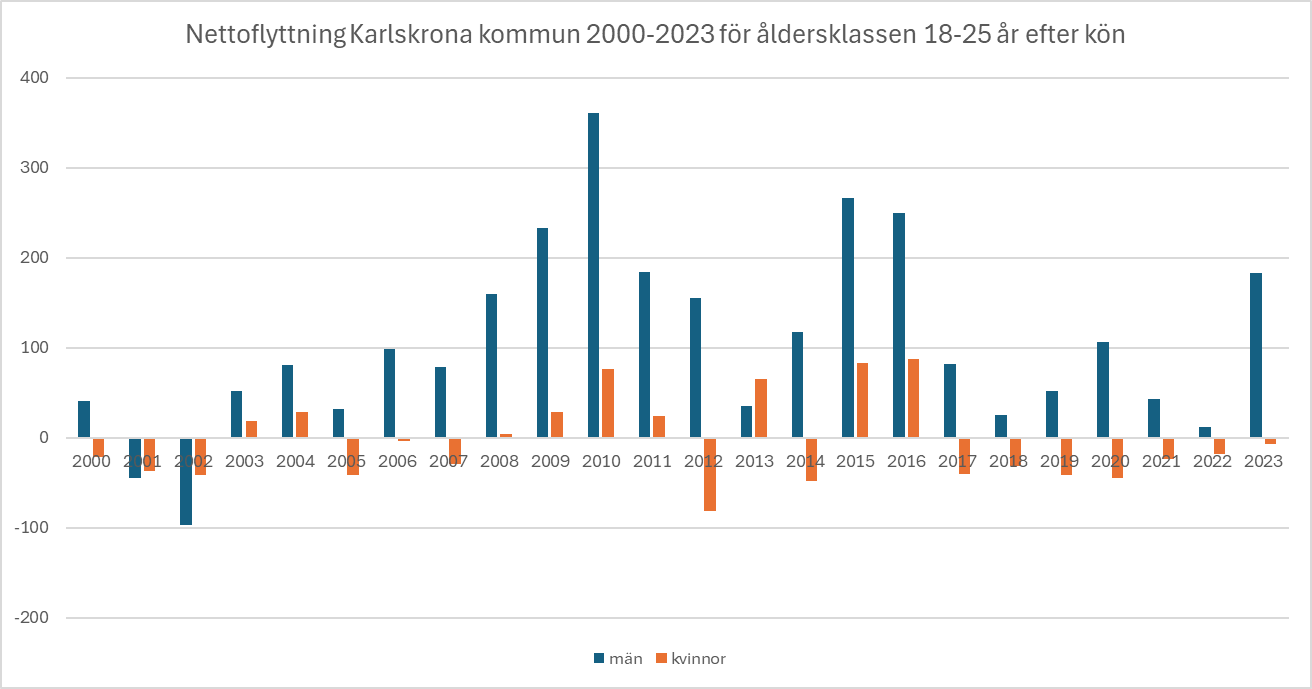 Nettoflyttning Karlskrona kommun 2000-2023 för åldersklassen 18-25 år efter kön
400
300
200
100
0
2000 2001 2002 2003 2004 2005 2006 2007 2008 2009 2010 2011 2012 2013 2014 2015 2016 2017 2018 2019 2020 2021 2022 2023
-100
-200
män kvinnor